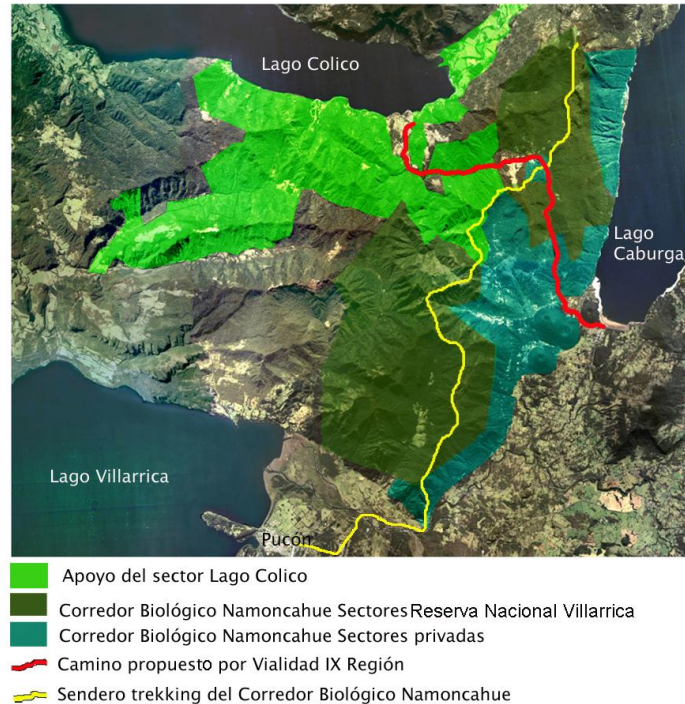 Lago Colico
Lago
Caburga
Lago Villarrica
Pucón
Apoyo del sector Lago Colico
Corredor Biológico Namoncahue Sectores Reserva Nacional Villarrica
Corredor Biológico Namoncahue Sectores privadas
Camino propuesto por Vialidad IX Región
Sendero trekking del Corredor Biológico Namoncahue